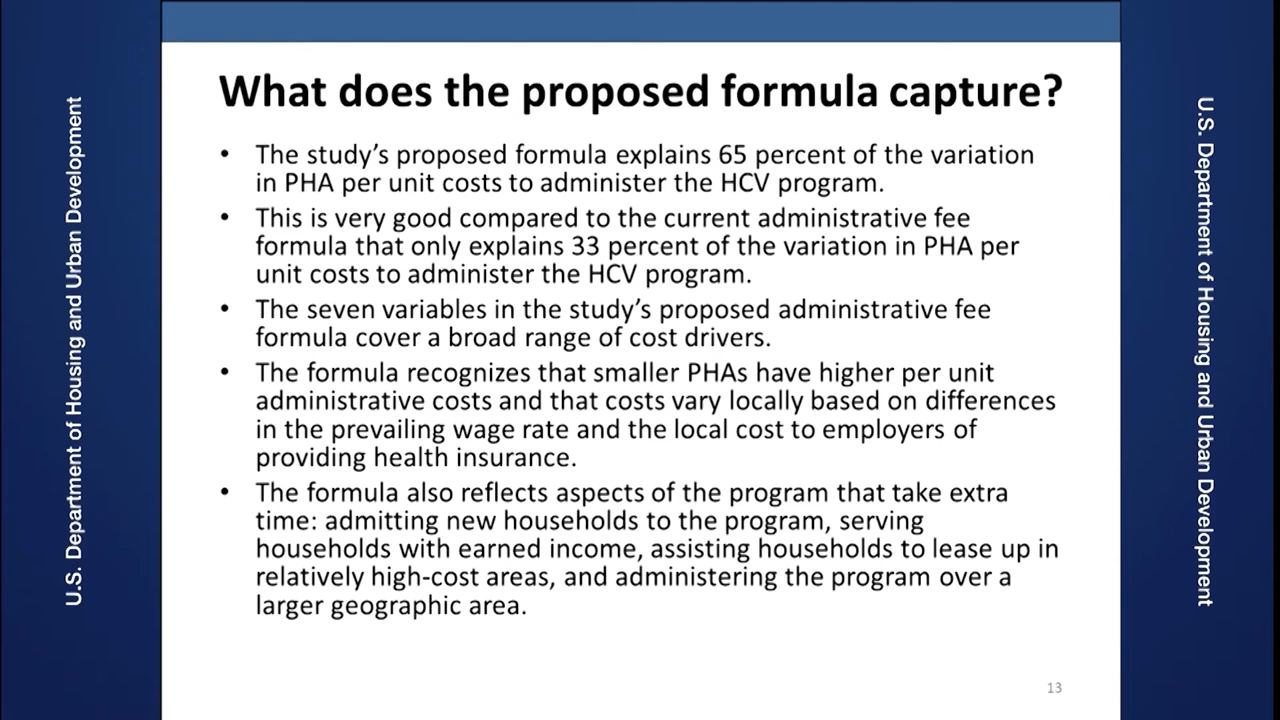 U.S. Department of Housing and Urban Development
What does the proposed formula capture?
• The study’s proposed formula explains 65 percent of the variation
in PHA per unit costs to administer the HCV program.
• This is very good compared to the current administrative fee
formula that only explains 33 percent of the variation in PHA per
unit costs to administer the HCV program.
• The seven variables in the study’s proposed administrative fee
formula cover a broad range of cost drivers.
• The formula recognizes that smaller PHAs have higher per unit
administrative costs and that costs vary locally based on differences
in the prevailing wage rate and the local cost to employers of
providing health insurance.
• The formula also reflects aspects of the program that take extra
time: admitting new households to the program, serving
households with earned income, assisting households to lease up in
relatively high-cost areas, and administering the program over a
larger geographic area.
13
U.S. Department of Housing and Urban Development